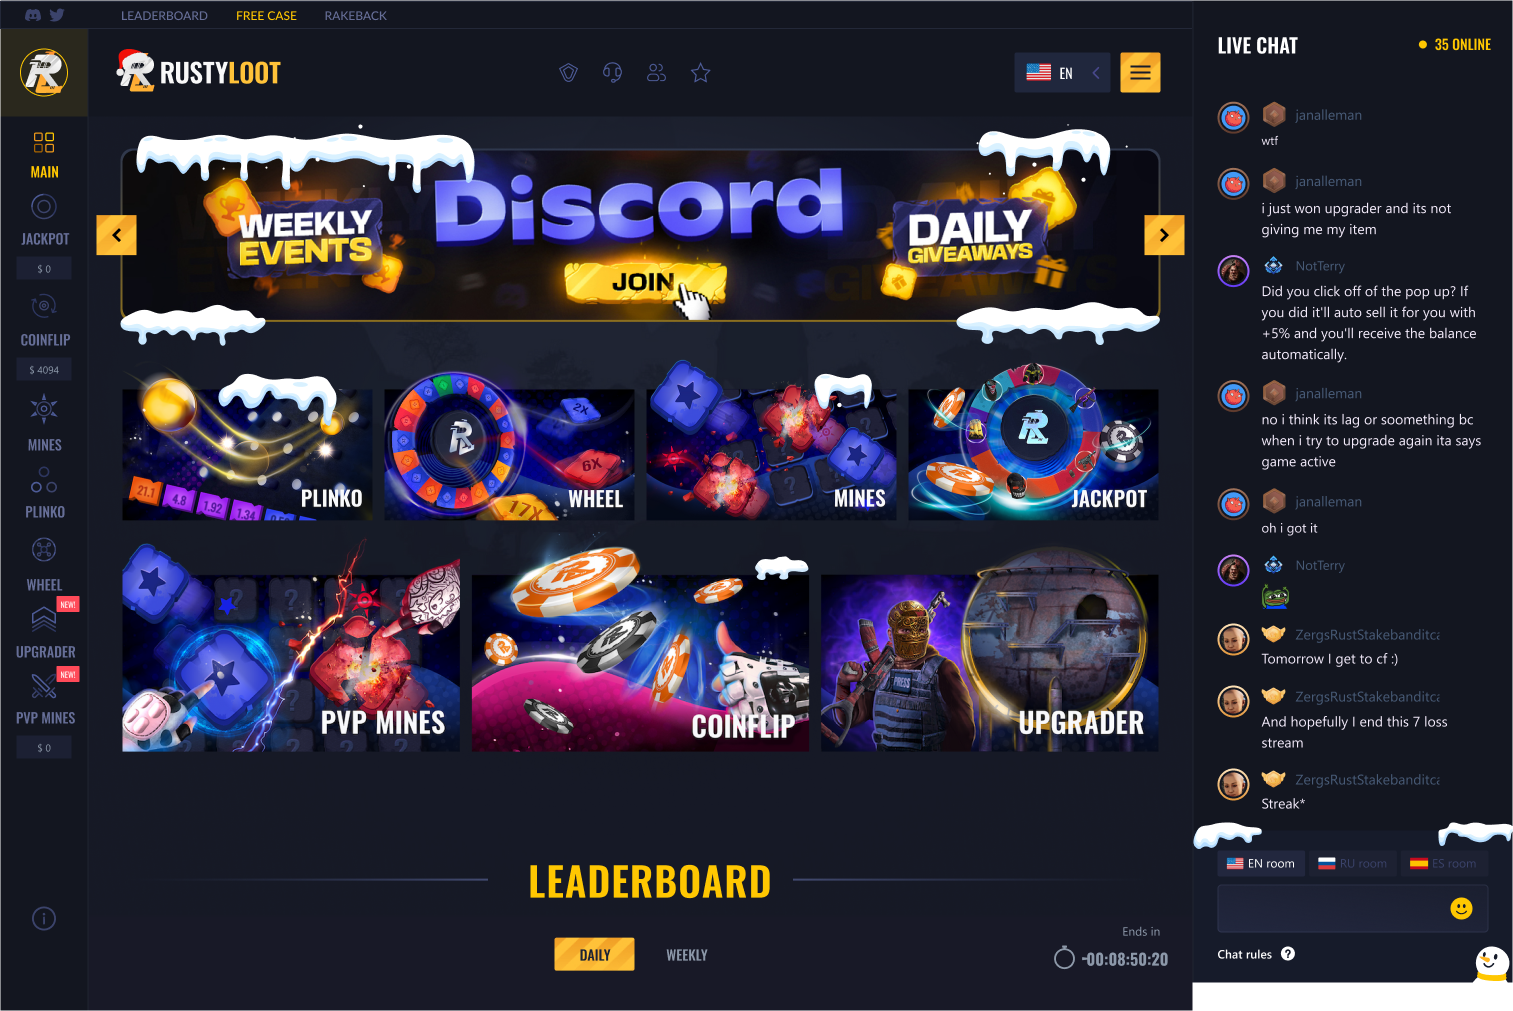 LEADERBOARD
FREE CASE
RAKEBACK
RUSTYLOOT
EN
MAIN
JACKPOT
$ 0
COINFLIP
$ 4094
MINES
PLINKO
WHEEL
NEW!
UPGRADER
NEW!
PVP MINES
$ 0
WEEKLY
EVENTS
Discord
JOIN
DAILY
GIVEAWAYS
21.1
4.8
1.92
1.34
PLINKO
2X
6X
17X
WHEEL
?
MINES
JACKPOT
PVP MINES
COINFLIP
PRESS
UPGRADER
LEADERBOARD
DAILY
WEEKLY
Ends in
-00:08:50:20
LIVE CHAT
35 ONLINE
janalleman
wtf
janalleman
i just won upgrader and its not
giving me my item
NotTerry
Did you click off of the pop up? If
you did it'll auto sell it for you with
+5% and you'll receive the balance
automatically.
janalleman
no i think its lag or soomething bc
when i try to upgrade again ita says
game active
janalleman
oh i got it
NotTerry
ZergsRustStakebanditca
Tomorrow I get to cf :)
ZergsRustStakebanditca
And hopefully I end this 7 loss
stream
ZergsRustStakebanditca
Streak*
EN room
RU room
ES room
Chat rules
?